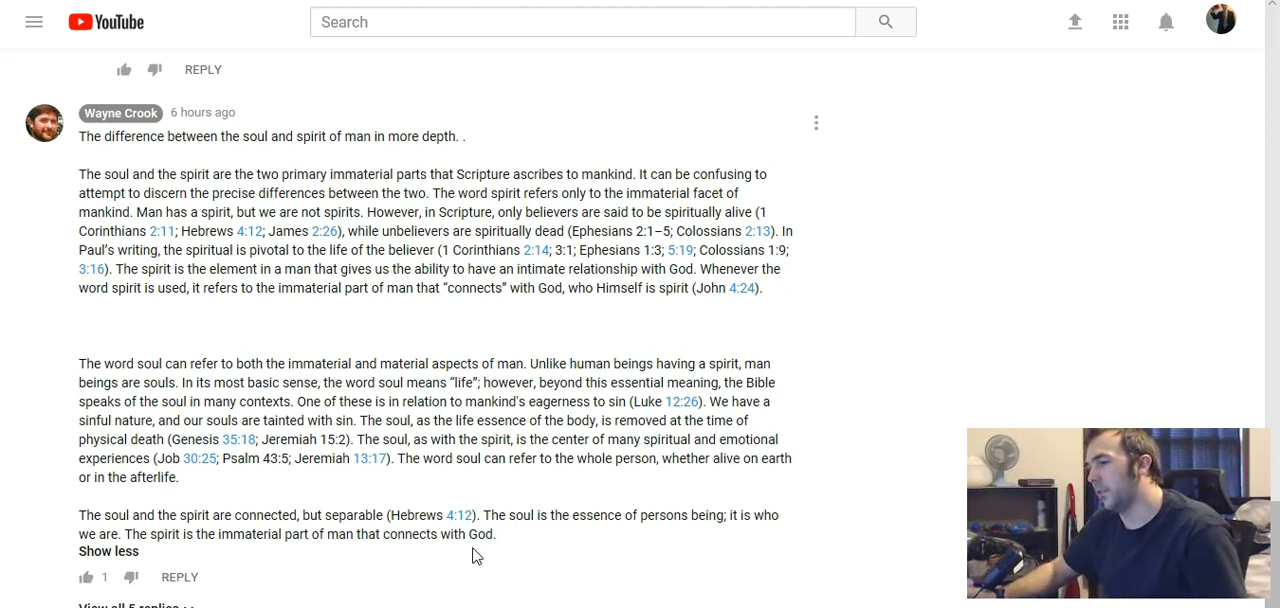 YouTube
Search
REPLY
Wayne Crook 6 hours ago
The difference between the soul and spirit of man in more depth. .
The soul and the spirit are the two primary immaterial parts that Scripture ascribes to mankind. It can be confusing to
attempt to discern the precise differences between the two. The word spirit refers only to the immaterial facet of
mankind. Man has a spirit, but we are not spirits. However, in Scripture, only believers are said to be spiritually alive (1
Corinthians 2:11; Hebrews 4:12; James 2:26), while unbelievers are spiritually dead (Ephesians 2:1–5; Colossians 2:13). In
Paul's writing, the spiritual is pivotal to the life of the believer (1 Corinthians 2:14; 3:1; Ephesians 1:3; 5:19; Colossians 1:9;
3:16). The spirit is the element in a man that gives us the ability to have an intimate relationship with God. Whenever the
word spirit is used, it refers to the immaterial part of man that “connects” with God, who Himself is spirit (John 4:24).
The word soul can refer to both the immaterial and material aspects of man. Unlike human beings having a spirit, man
beings are souls. In its most basic sense, the word soul means “life”; however, beyond this essential meaning, the Bible
speaks of the soul in many contexts. One of these is in relation to mankind's eagerness to sin (Luke 12:26). We have a
sinful nature, and our souls are tainted with sin. The soul, as the life essence of the body, is removed at the time of
physical death (Genesis 35:18; Jeremiah 15:2). The soul, as with the spirit, is the center of many spiritual and emotional
experiences (Job 30:25; Psalm 43:5; Jeremiah 13:17). The word soul can refer to the whole person, whether alive on earth
or in the afterlife.
The soul and the spirit are connected, but separable (Hebrews 4:12). The soul is the essence of persons being; it is who
we are. The spirit is the immaterial part of man that connects with God.
Show less
1 REPLY
View all 5 replies